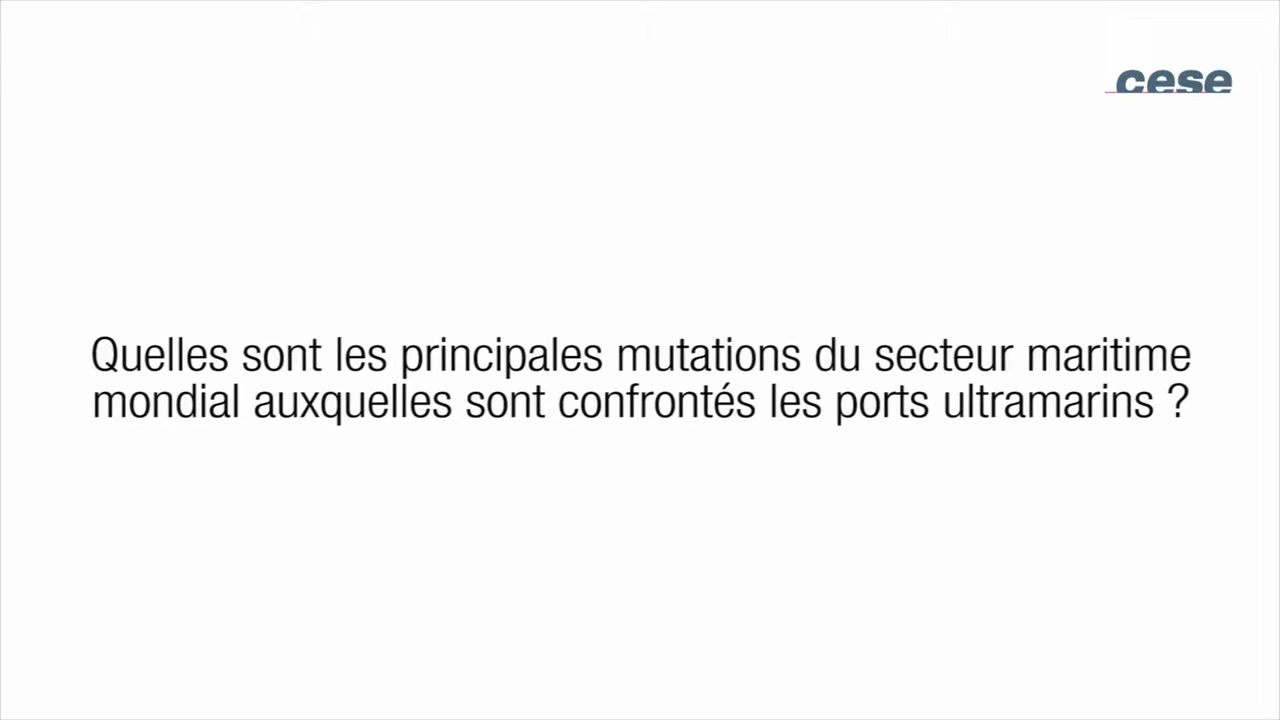 cese
Quelles sont les principales mutations du secteur maritime
mondial auxquelles sont confrontés les ports ultramarins ?